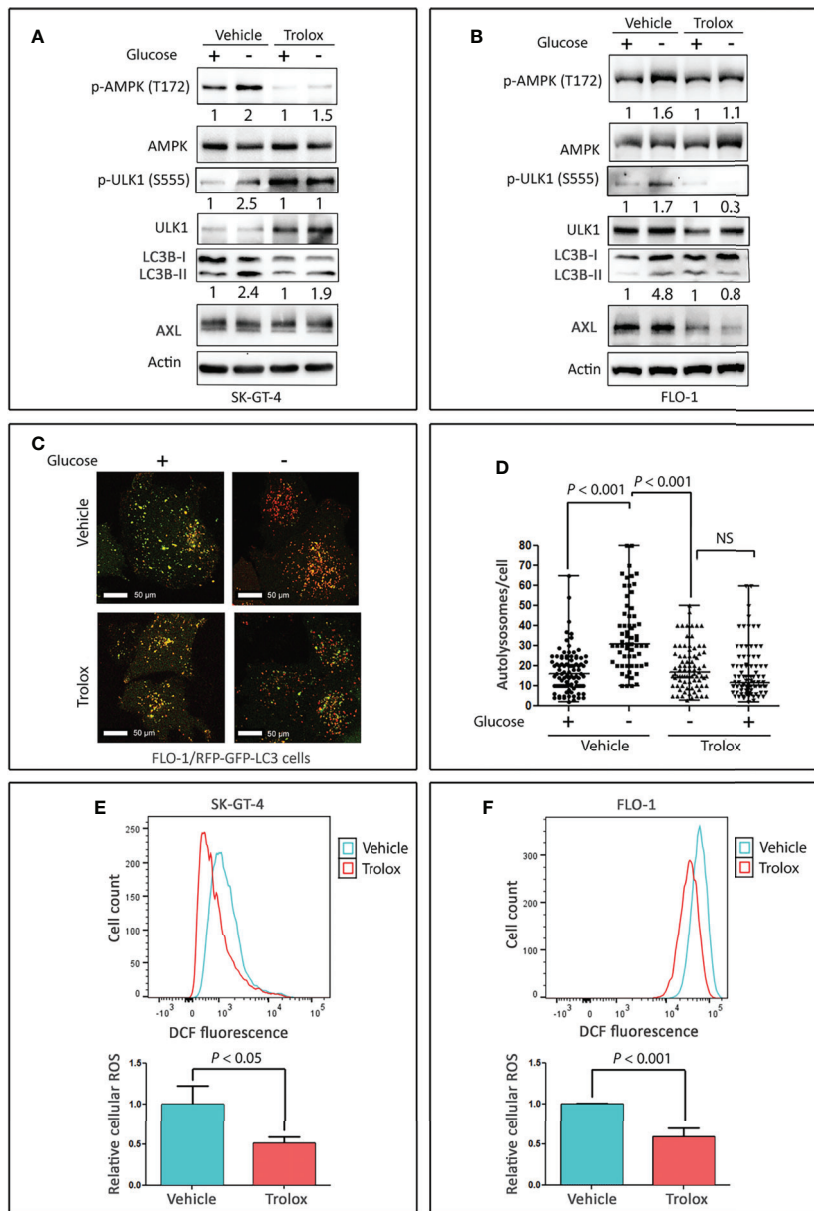 A
Vehicle Trolox
Glucose + - + -
p-AMPK (T172)
1 2 1 1.5
AMPK
p-ULK1 (S555)
1 2.5 1 1
ULK1
LC3B-I
LC3B-II
1 2.4 1 1.9
AXL
Actin
SK-GT-4
B
Vehicle Trolox
Glucose + - + -
p-AMPK (T172)
1 1.6 1 1.1
AMPK
p-ULK1 (S555)
1 1.7 1 0.3
ULK1
LC3B-I
LC3B-II
1 4.8 1 0.8
AXL
Actin
FLO-1
C
Glucose + -
Vehicle
50 µm 50 µm
Trolox
50 µm 50 µm
FLO-1/RFP-GFP-LC3 cells
D
P < 0.001
P < 0.001
NS
Autolysosomes/cell
80
70
60
50
40
30
20
10
0
Glucose + - - +
Vehicle Trolox
E
SK-GT-4
Vehicle
Trolox
Cell count
250
200
150
100
50
0
-10³ 0 10³ 10⁴ 10⁵
DCF fluorescence
P < 0.05
Relative cellular ROS
1.5
1.0
0.5
0.0
Vehicle Trolox
F
FLO-1
Vehicle
Trolox
Cell count
300
200
100
0
-10³ 0 10³ 10⁴ 10⁵
DCF fluorescence
P < 0.001
Relative cellular ROS
1.5
1.0
0.5
0.0
Vehicle Trolox